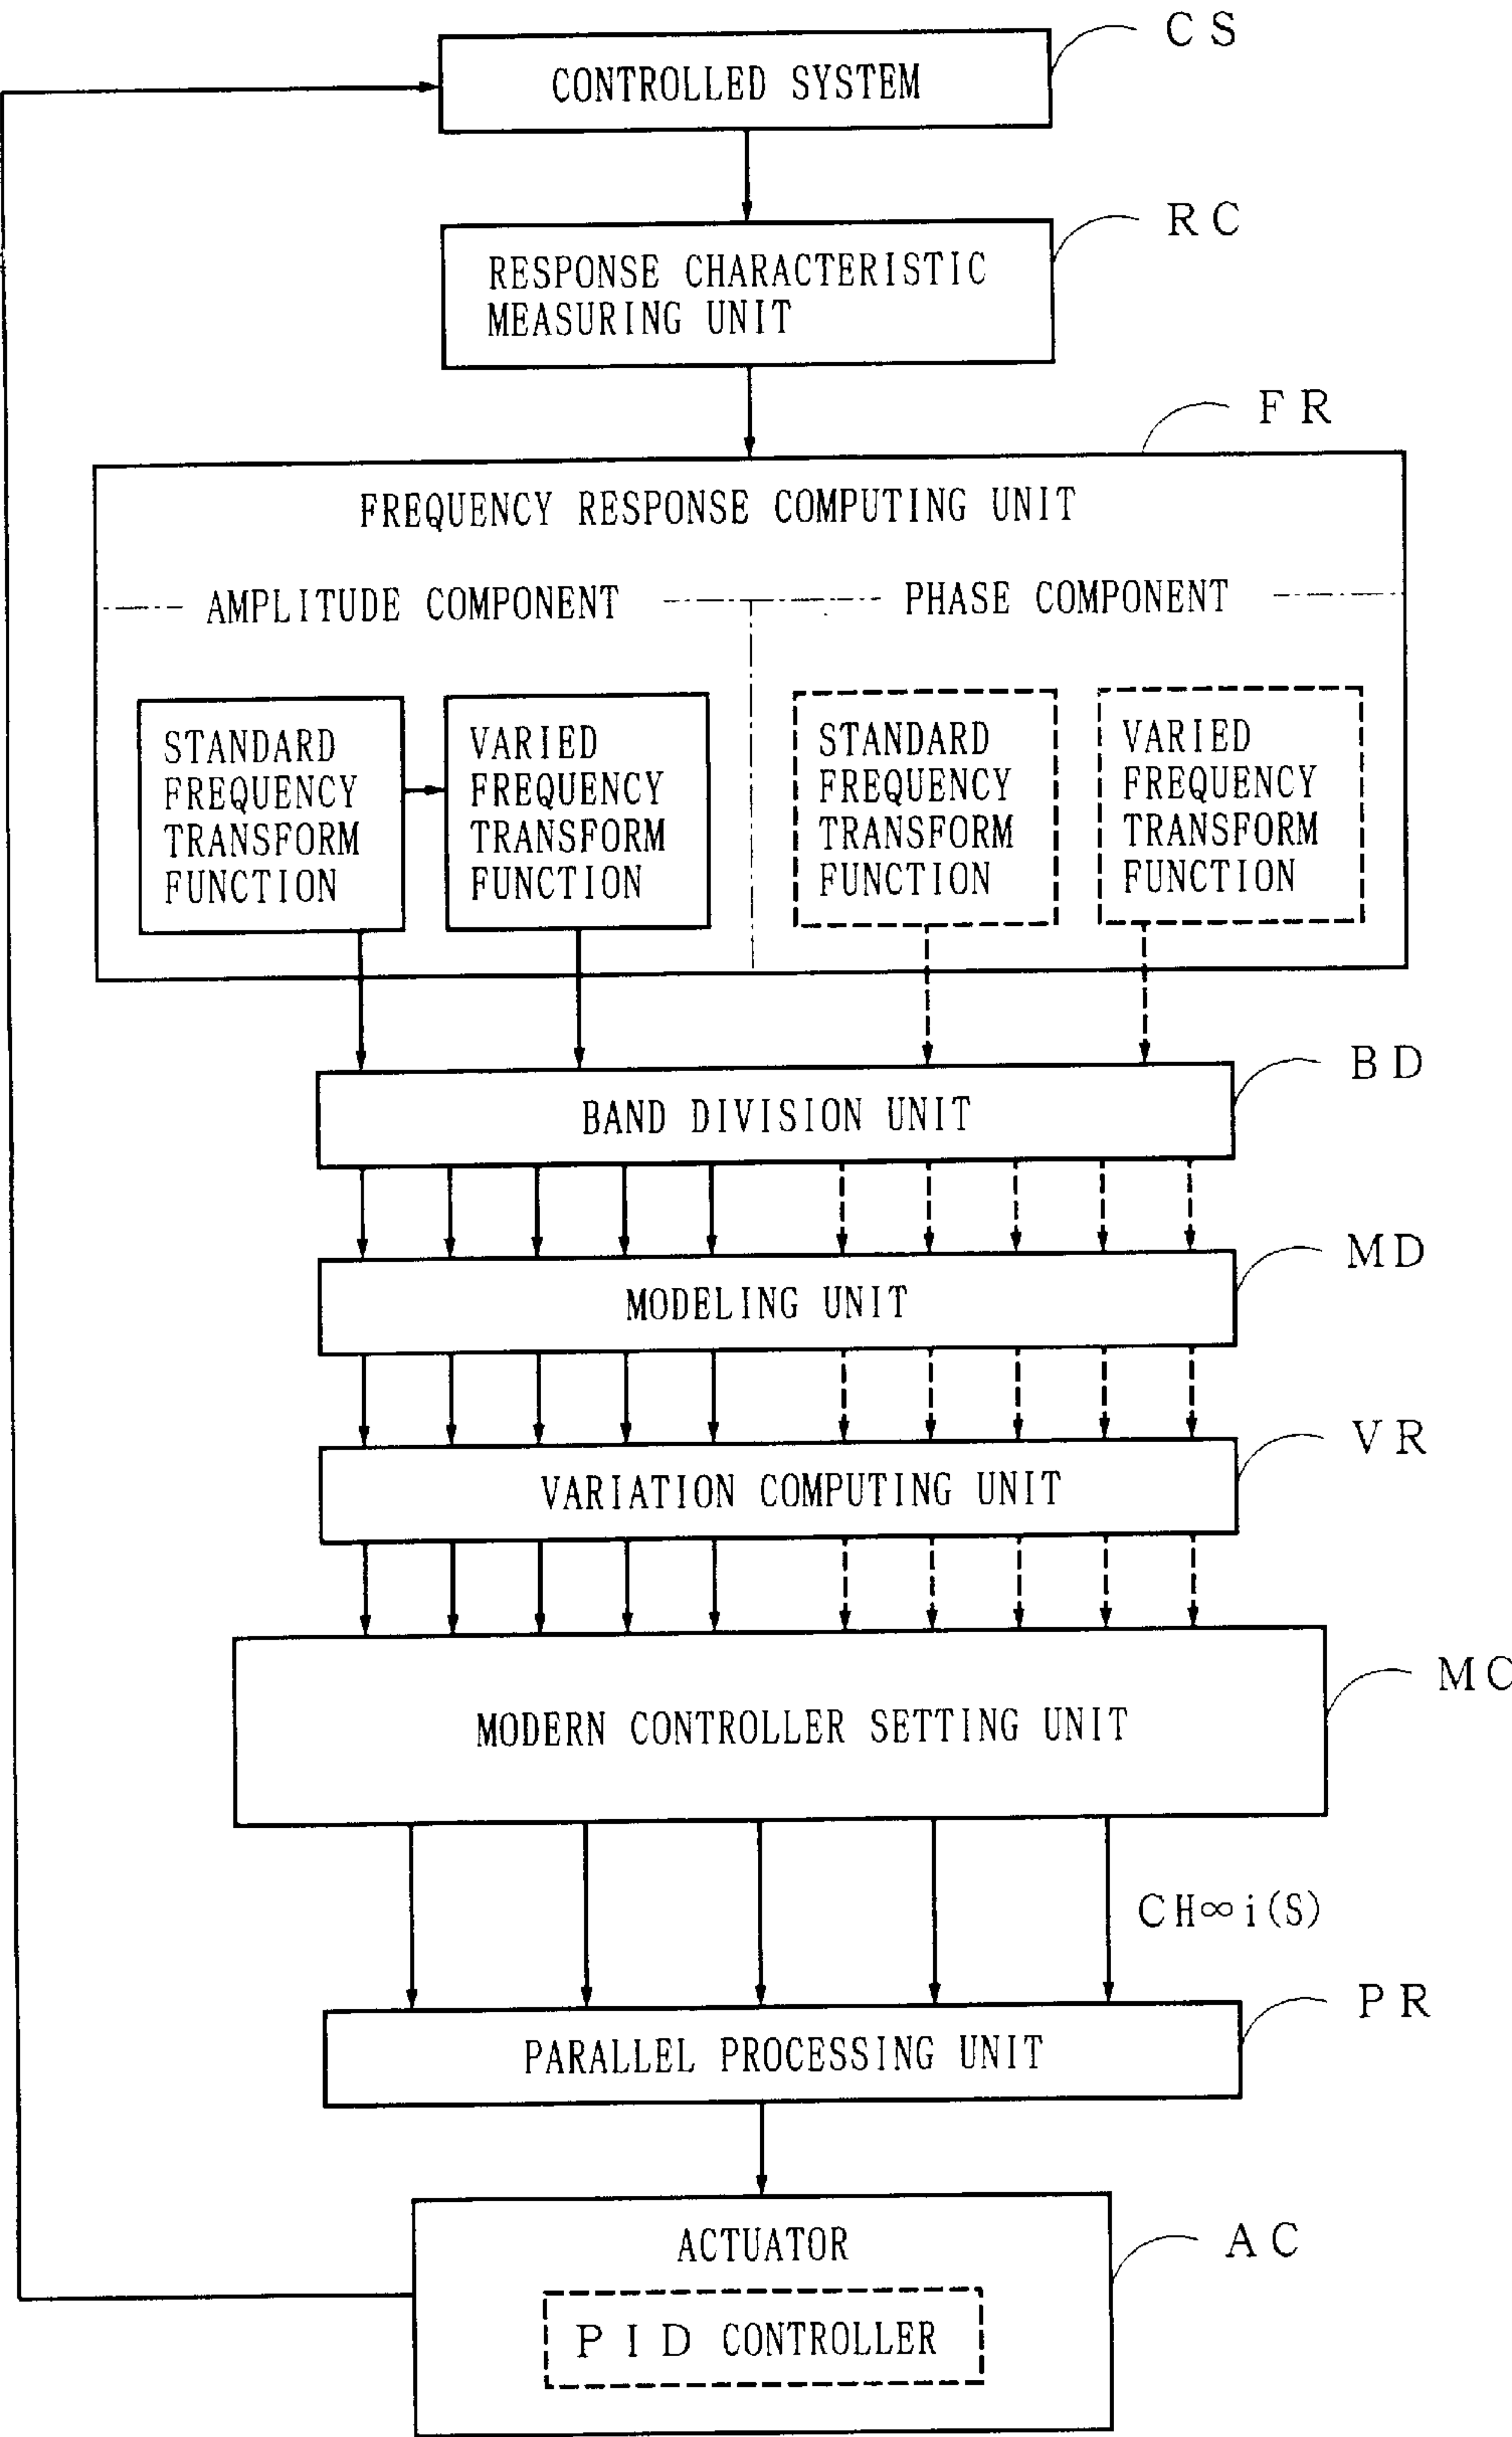 CS
CONTROLLED SYSTEM
RC
RESPONSE CHARACTERISTIC
MEASURING UNIT
FR
FREQUENCY RESPONSE COMPUTING UNIT
AMPLITUDE COMPONENT
PHASE COMPONENT
STANDARD
FREQUENCY
TRANSFORM
FUNCTION
VARIED
FREQUENCY
TRANSFORM
FUNCTION
STANDARD
FREQUENCY
TRANSFORM
FUNCTION
VARIED
FREQUENCY
TRANSFORM
FUNCTION
BD
BAND DIVISION UNIT
MD
MODELING UNIT
VR
VARIATION COMPUTING UNIT
MC
MODERN CONTROLLER SETTING UNIT
CH∞i(S)
PR
PARALLEL PROCESSING UNIT
AC
ACTUATOR
PID CONTROLLER